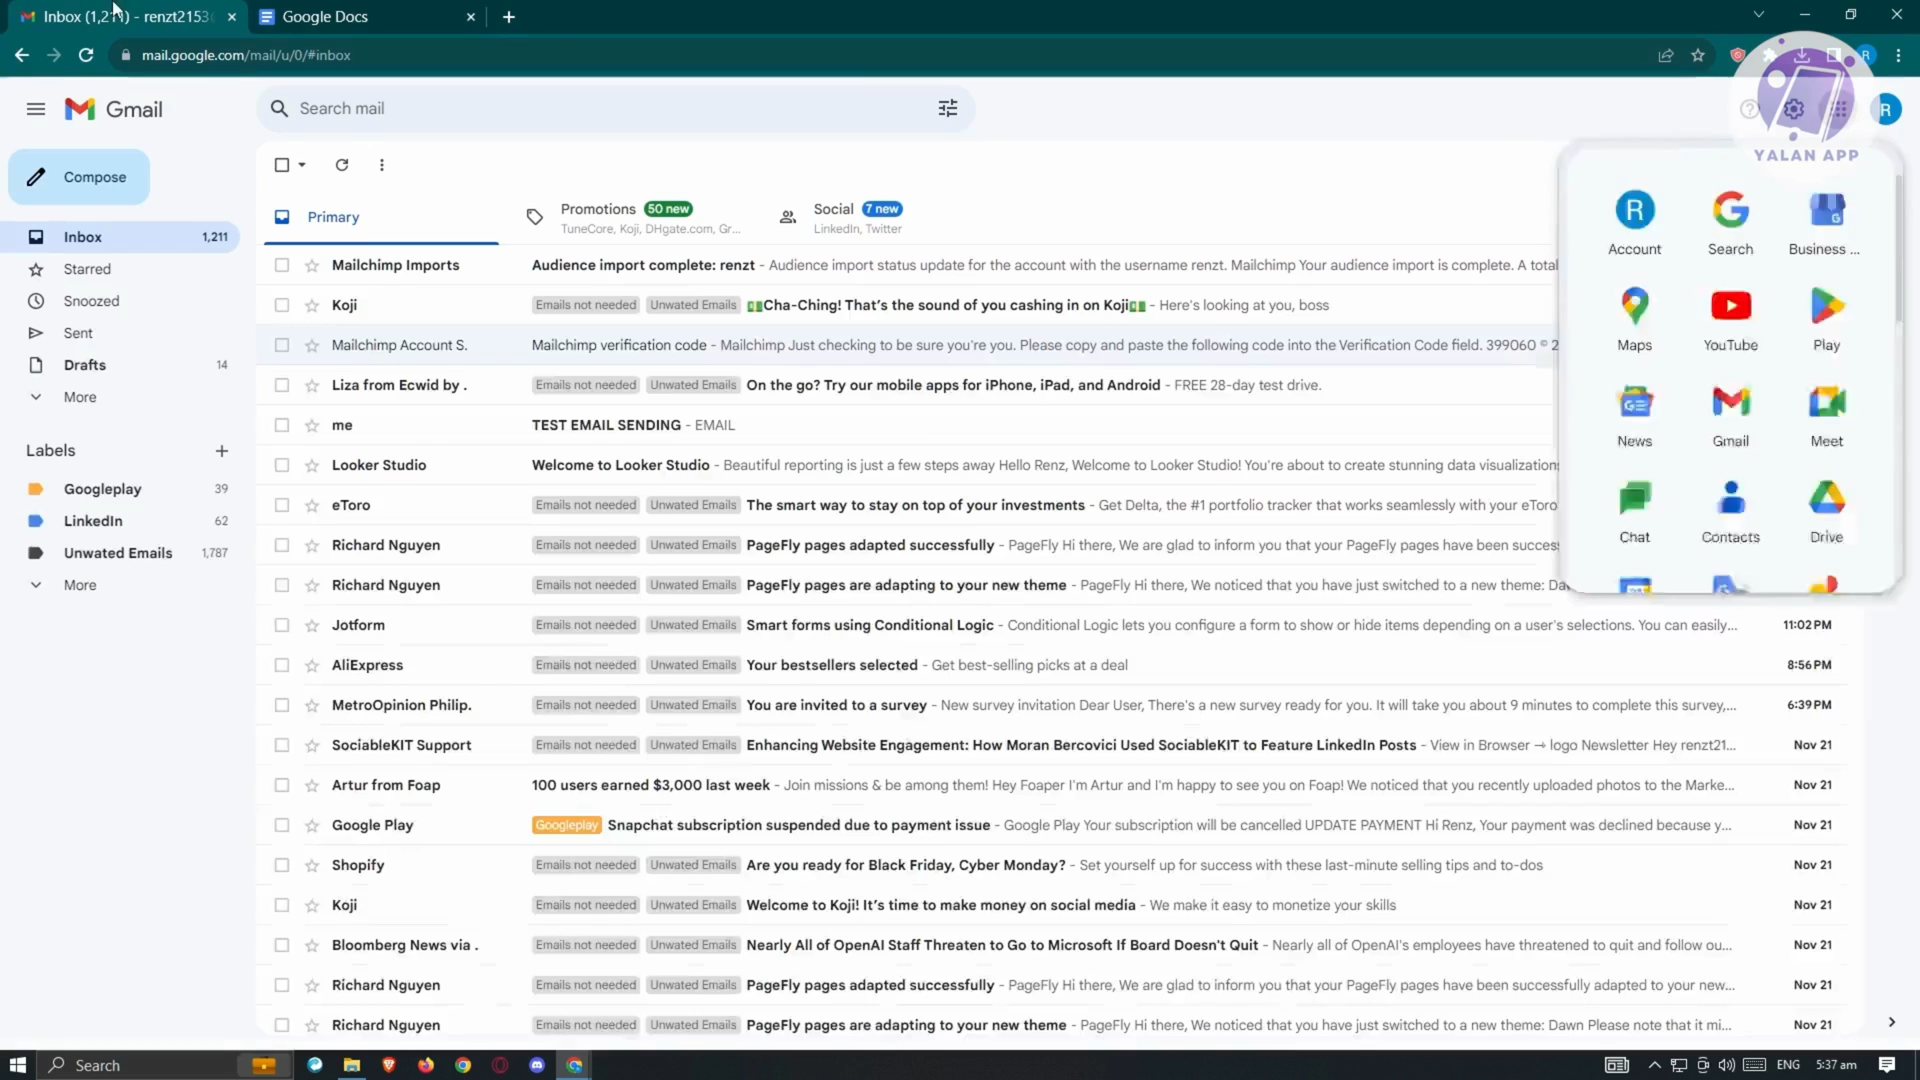 Inbox (1,211) - renzt2153
Google Docs
mail.google.com/mail/u/0/#inbox
R
Gmail
Search mail
R
YALAN APP
Compose
Primary
Promotions 50 new
TuneCore, Koji, DHgate.com, Gr...
Social 7 new
LinkedIn, Twitter
Inbox 1,211
Starred
Snoozed
Sent
Drafts 14
More
Labels
Googleplay 39
LinkedIn 62
Unwated Emails 1,787
More
Mailchimp Imports Audience import complete: renzt - Audience import status update for the account with the username renzt. Mailchimp Your audience import is complete. A total
Koji Emails not needed Unwated Emails 💵Cha-Ching! That’s the sound of you cashing in on Koji💵 - Here's looking at you, boss
Mailchimp Account S. Mailchimp verification code - Mailchimp Just checking to be sure you're you. Please copy and paste the following code into the Verification Code field. 399060 © 2
Liza from Ecwid by . Emails not needed Unwated Emails On the go? Try our mobile apps for iPhone, iPad, and Android - FREE 28-day test drive.
me TEST EMAIL SENDING - EMAIL
Looker Studio Welcome to Looker Studio - Beautiful reporting is just a few steps away Hello Renz, Welcome to Looker Studio! You're about to create stunning data visualizations
eToro Emails not needed Unwated Emails The smart way to stay on top of your investments - Get Delta, the #1 portfolio tracker that works seamlessly with your eToro
Richard Nguyen Emails not needed Unwated Emails PageFly pages adapted successfully - PageFly Hi there, We are glad to inform you that your PageFly pages have been success
Richard Nguyen Emails not needed Unwated Emails PageFly pages are adapting to your new theme - PageFly Hi there, We noticed that you have just switched to a new theme: Da
Jotform Emails not needed Unwated Emails Smart forms using Conditional Logic - Conditional Logic lets you configure a form to show or hide items depending on a user's selections. You can easily... 11:02 PM
AliExpress Emails not needed Unwated Emails Your bestsellers selected - Get best-selling picks at a deal 8:56 PM
MetroOpinion Philip. Emails not needed Unwated Emails You are invited to a survey - New survey invitation Dear User, There's a new survey ready for you. It will take you about 9 minutes to complete this survey,... 6:39 PM
SociableKIT Support Emails not needed Unwated Emails Enhancing Website Engagement: How Moran Bercovici Used SociableKIT to Feature LinkedIn Posts - View in Browser → logo Newsletter Hey renzt21... Nov 21
Artur from Foap 100 users earned $3,000 last week - Join missions & be among them! Hey Foaper I'm Artur and I'm happy to see you on Foap! We noticed that you recently uploaded photos to the Marke... Nov 21
Google Play Googleplay Snapchat subscription suspended due to payment issue - Google Play Your subscription will be cancelled UPDATE PAYMENT Hi Renz, Your payment was declined because y... Nov 21
Shopify Emails not needed Unwated Emails Are you ready for Black Friday, Cyber Monday? - Set yourself up for success with these last-minute selling tips and to-dos Nov 21
Koji Emails not needed Unwated Emails Welcome to Koji! It’s time to make money on social media - We make it easy to monetize your skills Nov 21
Bloomberg News via . Emails not needed Unwated Emails Nearly All of OpenAI Staff Threaten to Go to Microsoft If Board Doesn't Quit - Nearly all of OpenAI's employees have threatened to quit and follow ou... Nov 21
Richard Nguyen Emails not needed Unwated Emails PageFly pages adapted successfully - PageFly Hi there, We are glad to inform you that your PageFly pages have been successfully adapted to your new... Nov 21
Richard Nguyen Emails not needed Unwated Emails PageFly pages are adapting to your new theme - PageFly Hi there, We noticed that you have just switched to a new theme: Dawn Please note that it mi... Nov 21
R
Account Search Business ...
Maps YouTube Play
News Gmail Meet
Chat Contacts Drive
Search
ENG
5:37 am